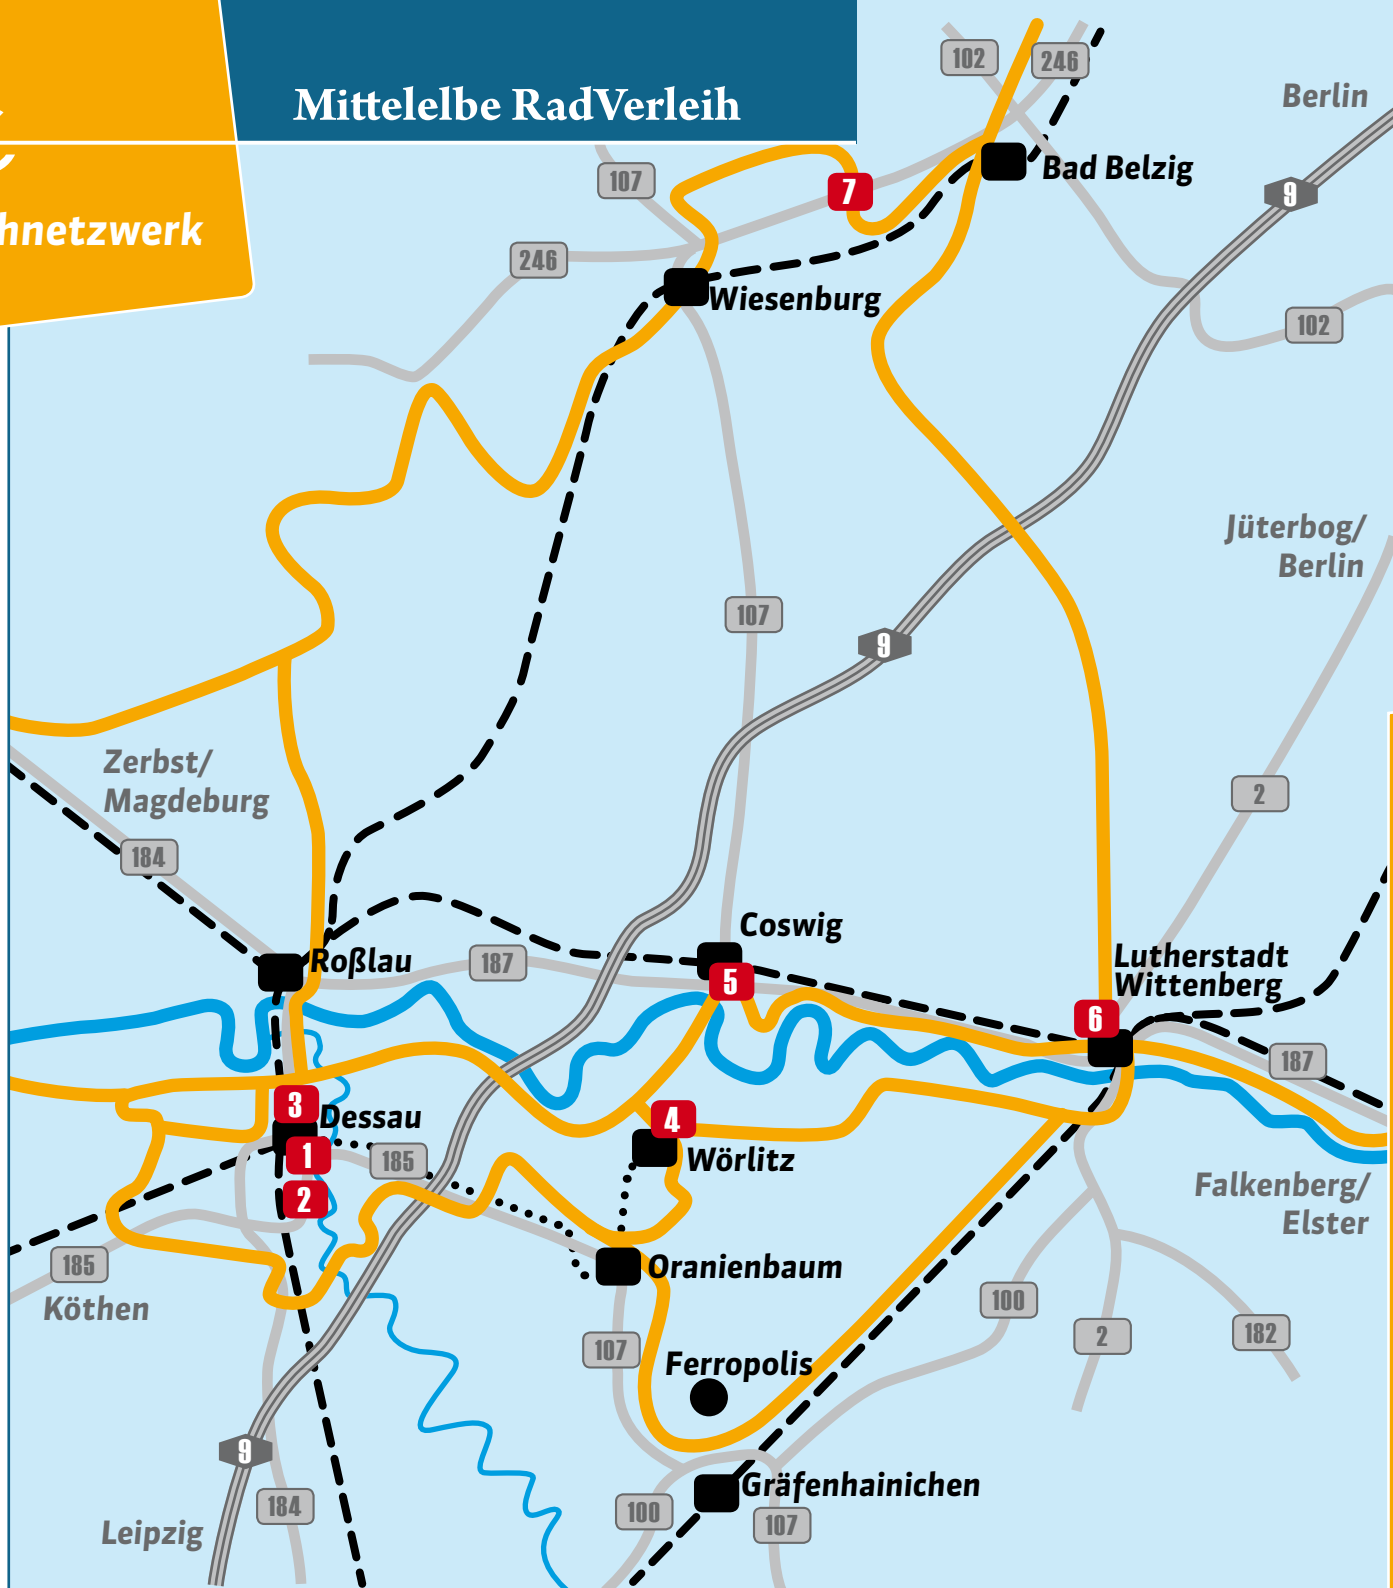 Mittelelbe RadVerleih
hnetzwerk
102
246
Berlin
107
7
Bad Belzig
9
246
Wiesenburg
102
Jüterbog/
Berlin
107
9
Zerbst/
Magdeburg
2
184
Coswig
Roßlau
187
5
Lutherstadt
Wittenberg
6
187
3
Dessau
4
1
185
Wörlitz
2
Falkenberg/
Elster
185
Oranienbaum
Köthen
100
107
2
182
Ferropolis
9
Gräfenhainichen
184
100
107
Leipzig